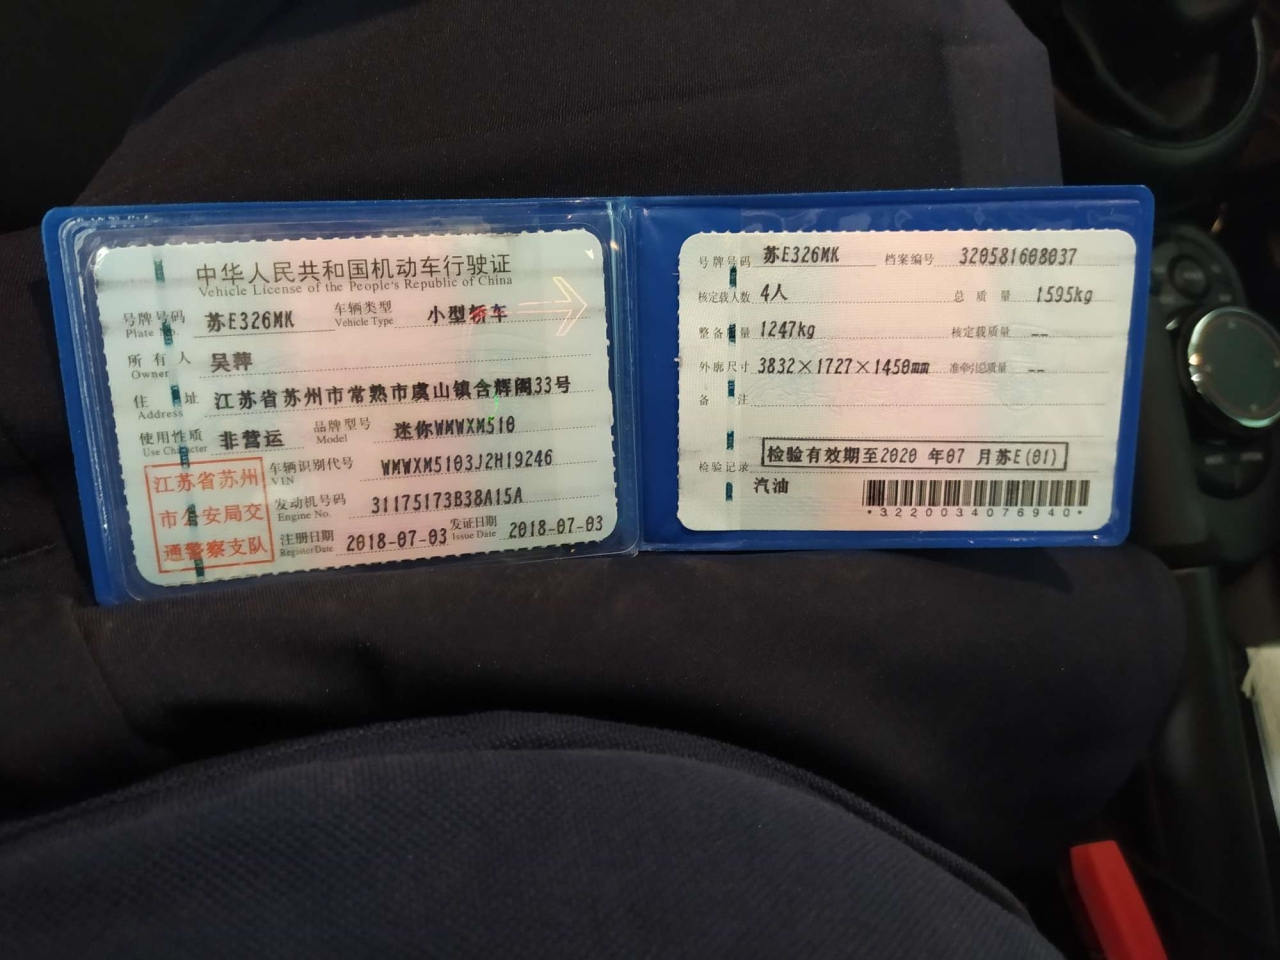 中华人民共和国机动车行驶证
Vehicle License of the People's Republic of China
号牌号码 苏E326MK 车辆类型 小型轿车
Plate No. Vehicle Type
所有人 吴萍
Owner
住址 江苏省苏州市常熟市虞山镇含辉阁33号
Address
使用性质 非营运 品牌型号 迷你WMWXM510
Use Character Model
江苏省苏州
市公安局交
通警察支队
车辆识别代号 WMWXM5103J2H19246
VIN
发动机号码 31175173B38A15A
Engine No.
注册日期 2018-07-03 发证日期 2018-07-03
Register Date Issue Date
号牌号码 苏E326MK 档案编号 320581608037
核定载人数 4人 总质量 1595kg
整备质量 1247kg 核定载质量 --
外廓尺寸 3832×1727×1450mm 准牵引总质量 --
备注
检验记录 检验有效期至2020 年07 月苏E(01)
汽油
*3220034076940*